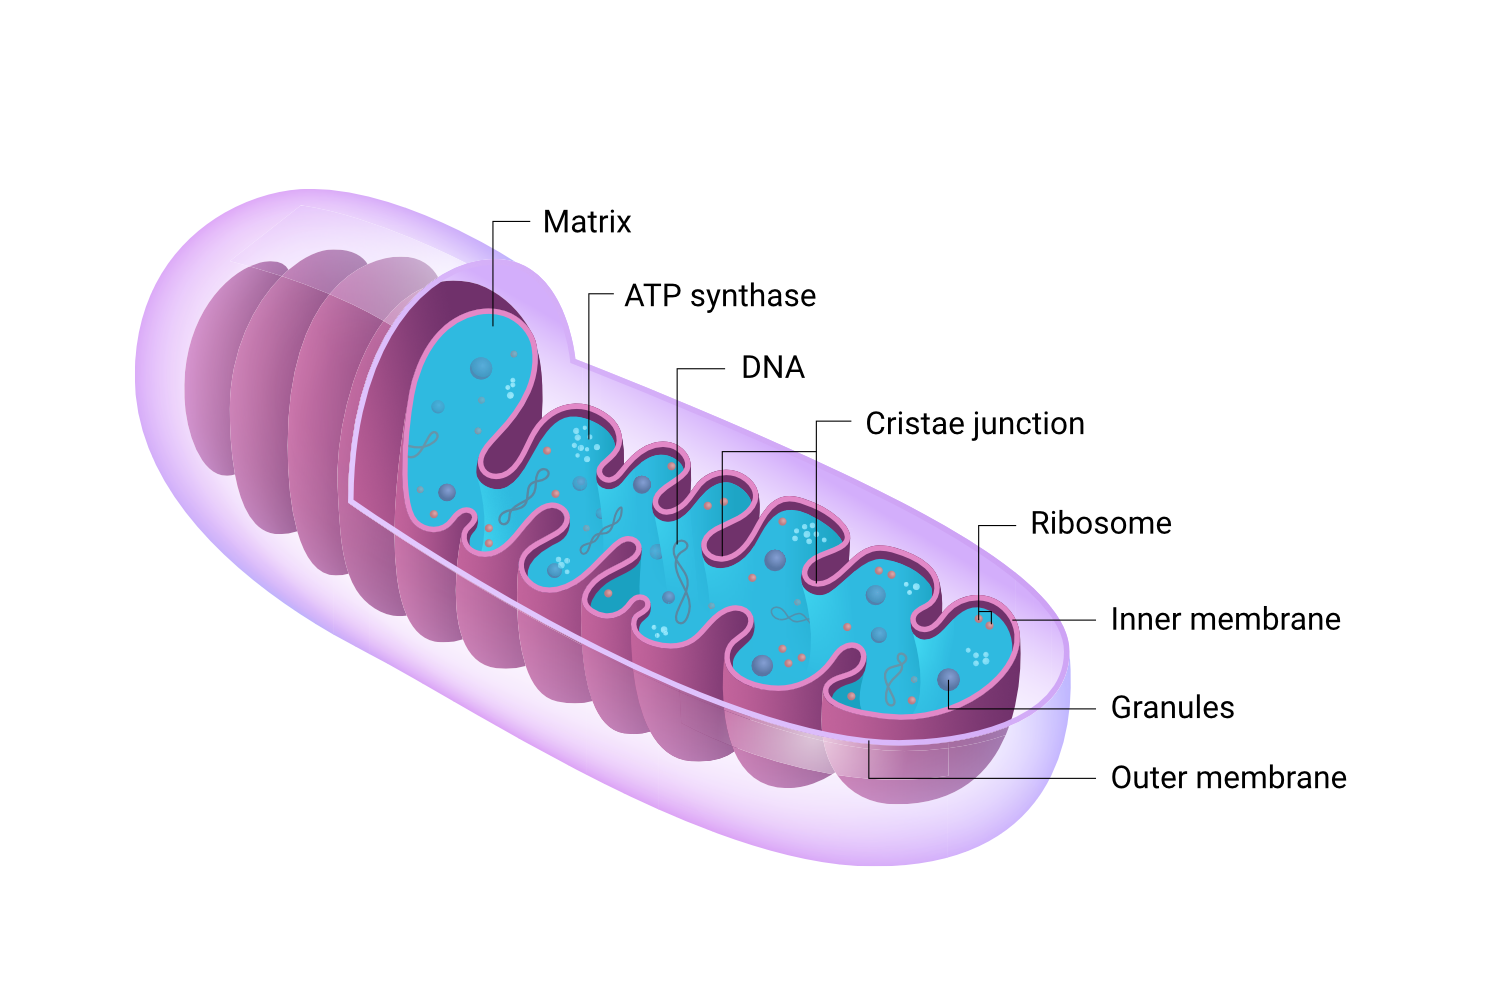 Matrix
ATP synthase
DNA
Cristae junction
Ribosome
Inner membrane
Granules
Outer membrane